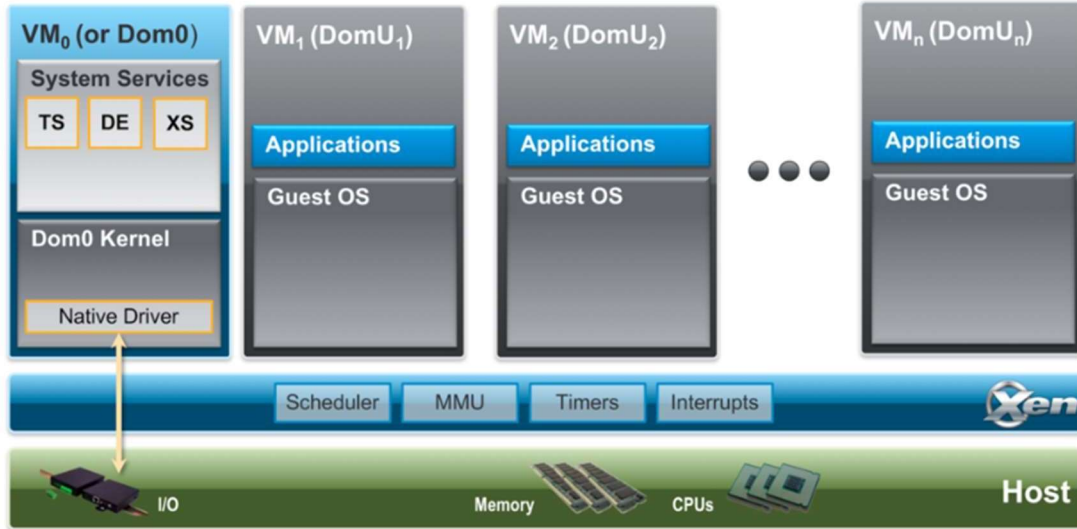 VM0 (or Dom0)
System Services
TS DE XS
Dom0 Kernel
Native Driver
VM1 (DomU1)
Applications
Guest OS
VM2 (DomU2)
Applications
Guest OS
VMn (DomUn)
Applications
Guest OS
Scheduler MMU Timers Interrupts
Xen
I/O Memory CPUs Host